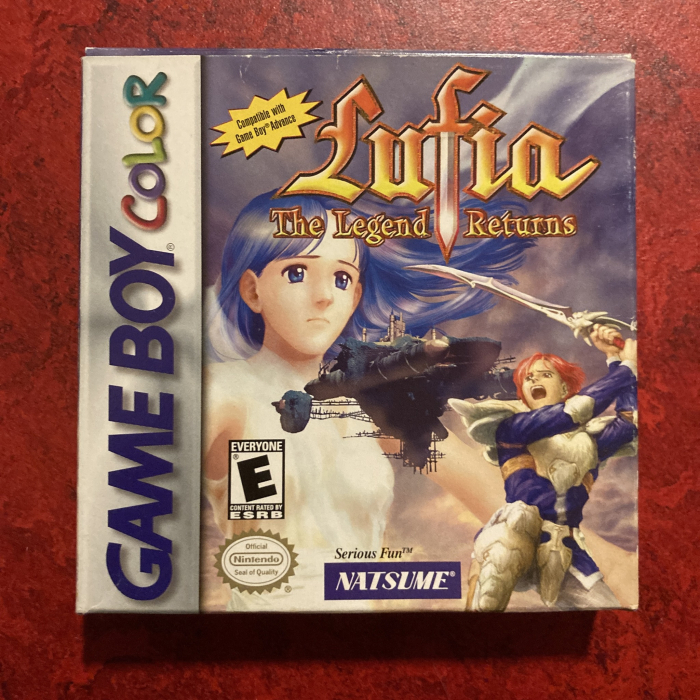 GAME BOY COLOR
®
Compatible with
Game Boy® Advance
Lufia
The Legend Returns
EVERYONE
®
E
CONTENT RATED BY
ESRB
Official
Nintendo
Seal of Quality
®
Serious Fun™
NATSUME®